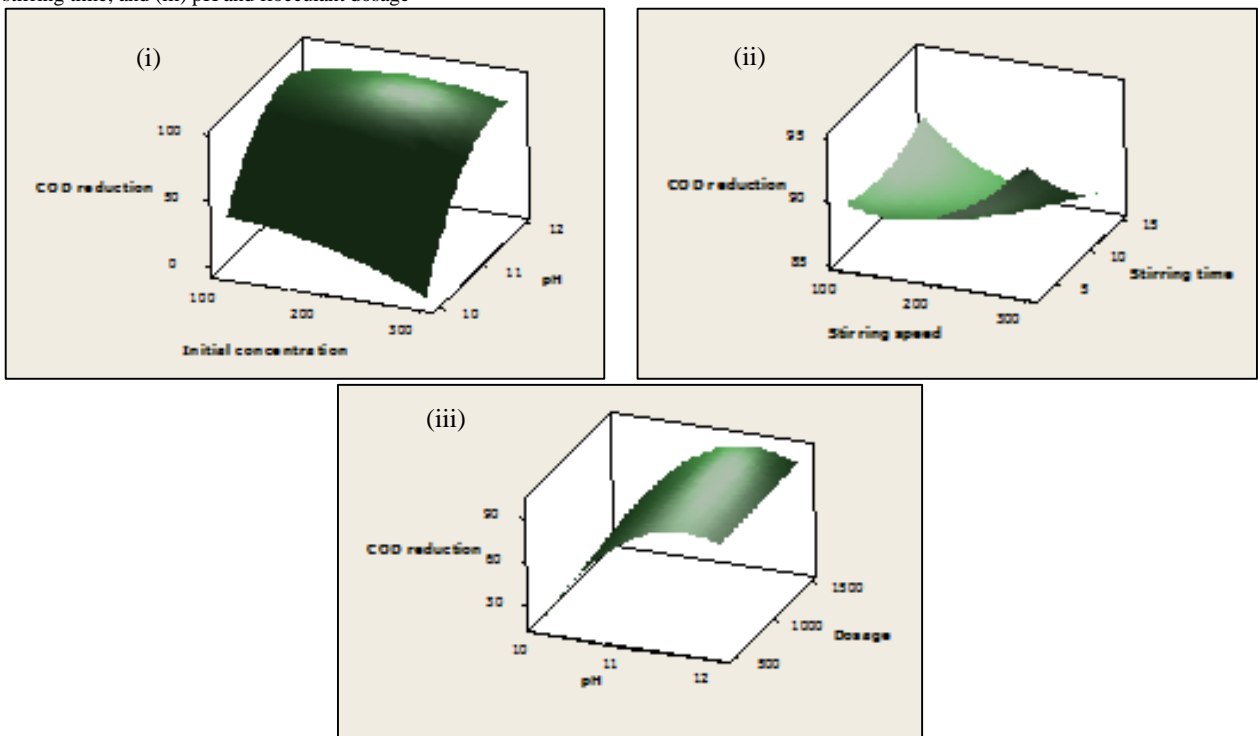 stirring time, and (iii) pH and flocculant dosage
(i)
100
COD reduction
50
0
100
200
300
Initial concentration
10
11
12
pH
(ii)
95
COD reduction
90
85
100
200
300
Stirring speed
5
10
15
Stirring time
(iii)
90
COD reduction
60
30
10
11
12
pH
500
1000
1500
Dosage